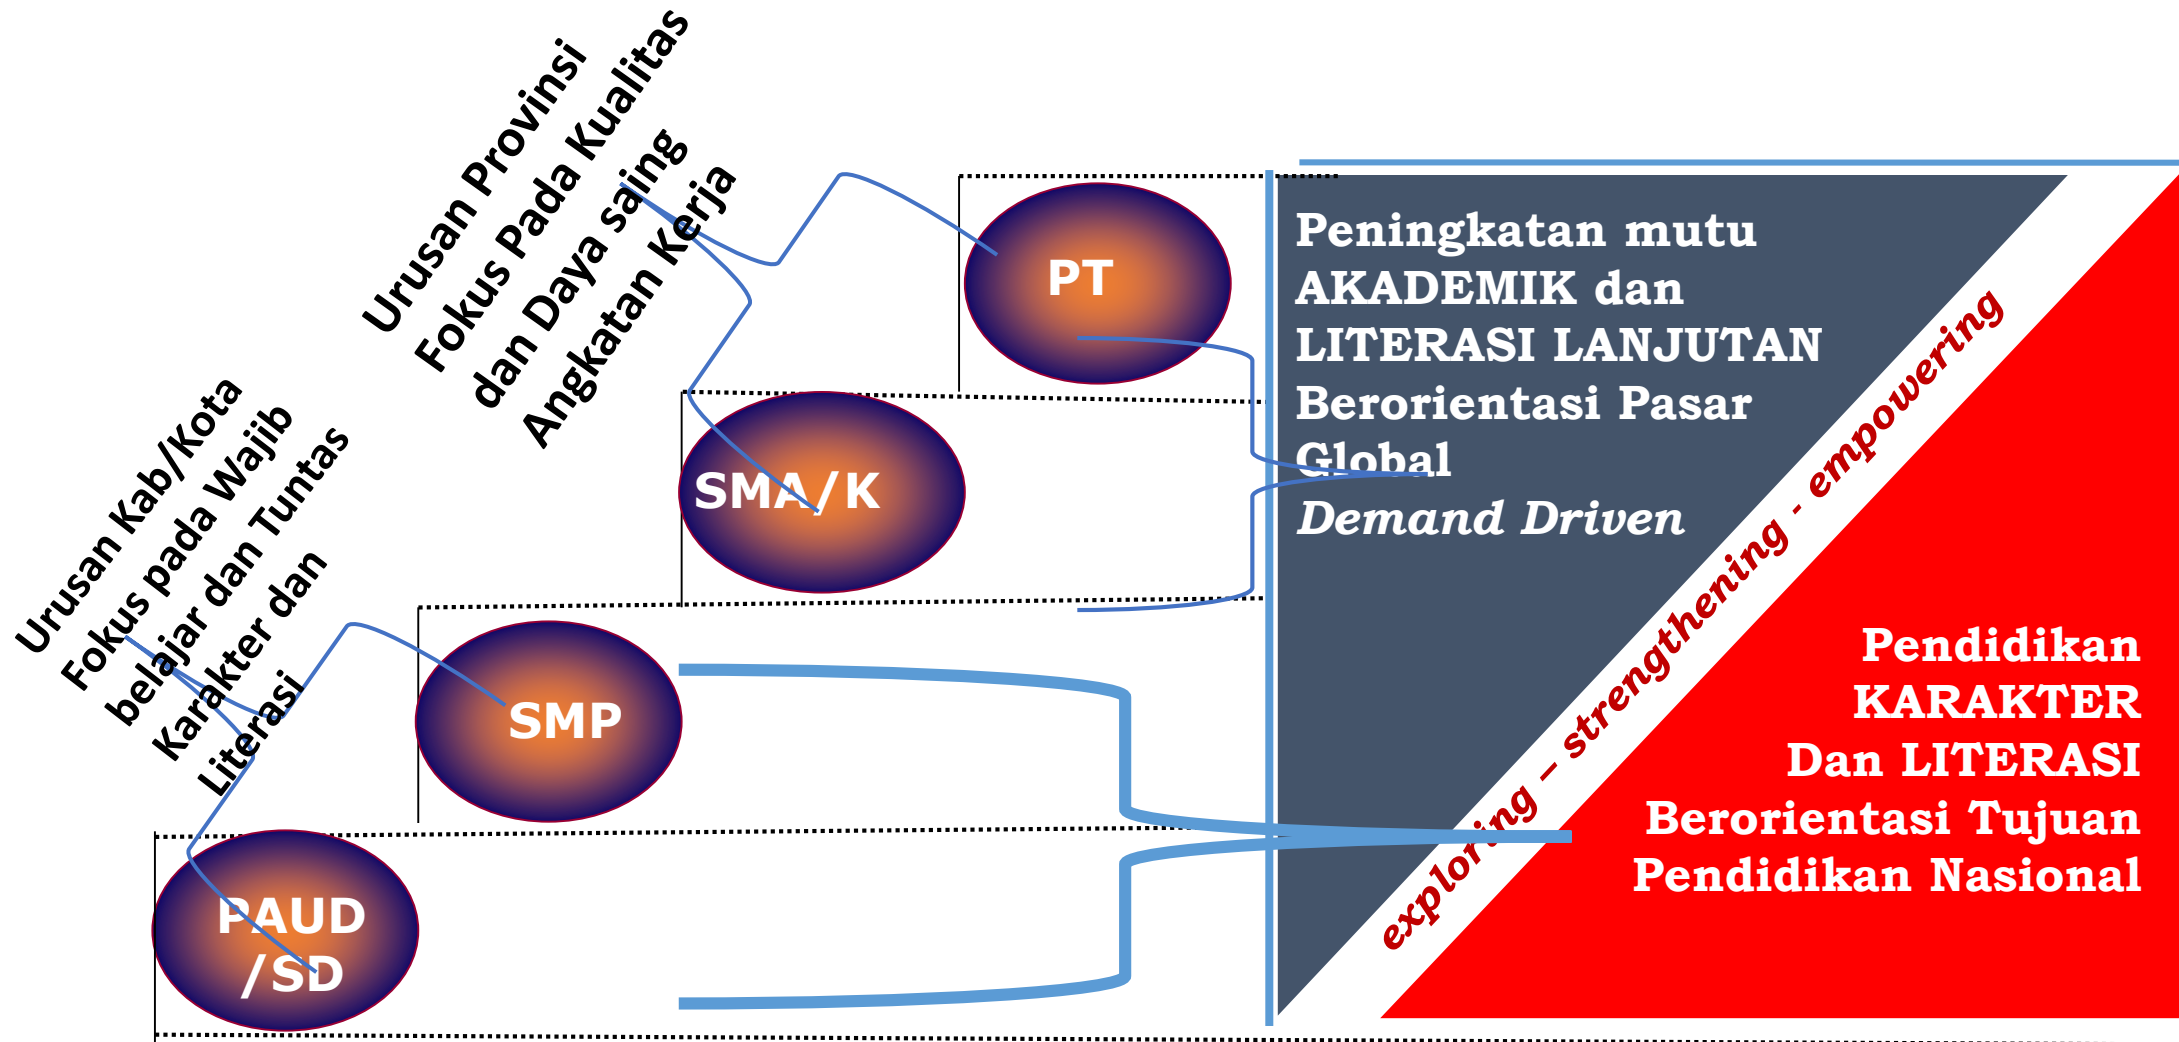 Urusan Provinsi
Fokus Pada Kualitas
dan Daya saing
Angkatan Kerja
Urusan Kab/Kota
Fokus pada Wajib
belajar dan Tuntas
Karakter dan
Literasi
PT
SMA/K
SMP
PAUD
/SD
Peningkatan mutu
AKADEMIK dan
LITERASI LANJUTAN
Berorientasi Pasar
Global
Demand Driven
exploring – strengthening - empowering
Pendidikan
KARAKTER
Dan LITERASI
Berorientasi Tujuan
Pendidikan Nasional